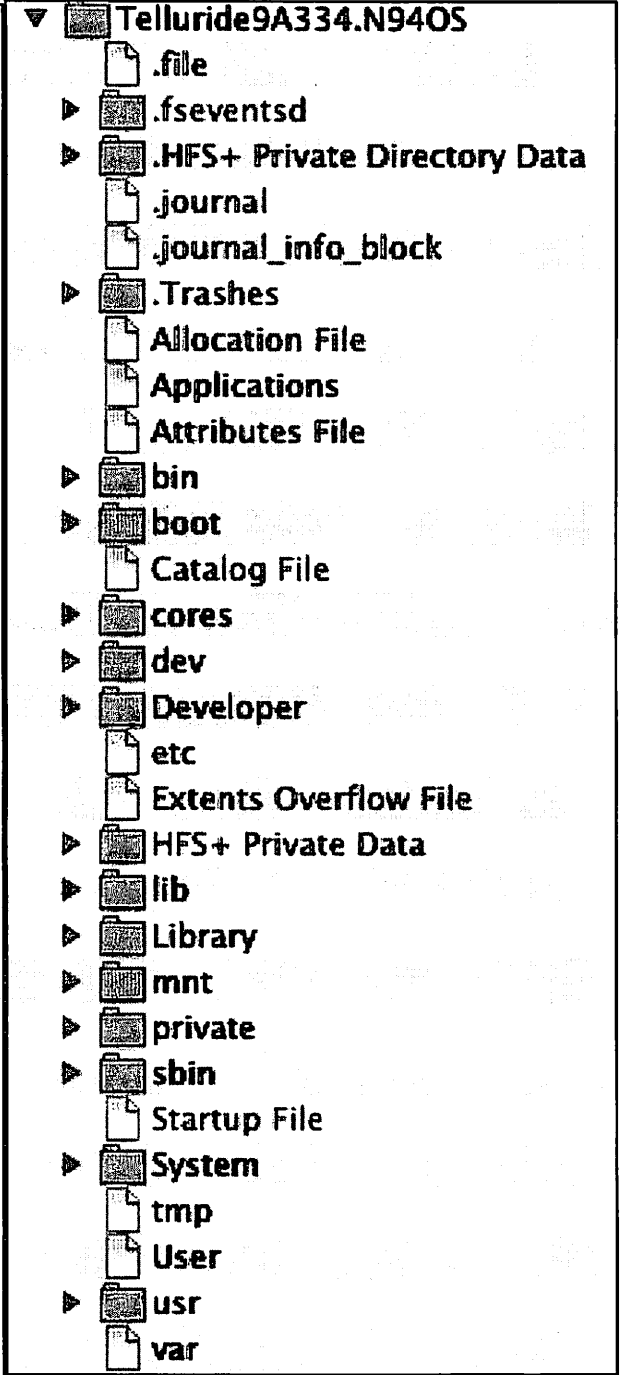 Telluride9A334.N94OS
.file
.fseventsd
.HFS+ Private Directory Data
.journal
.journal_info_block
.Trashes
Allocation File
Applications
Attributes File
bin
boot
Catalog File
cores
dev
Developer
etc
Extents Overflow File
HFS+ Private Data
lib
Library
mnt
private
sbin
Startup File
System
tmp
User
usr
var